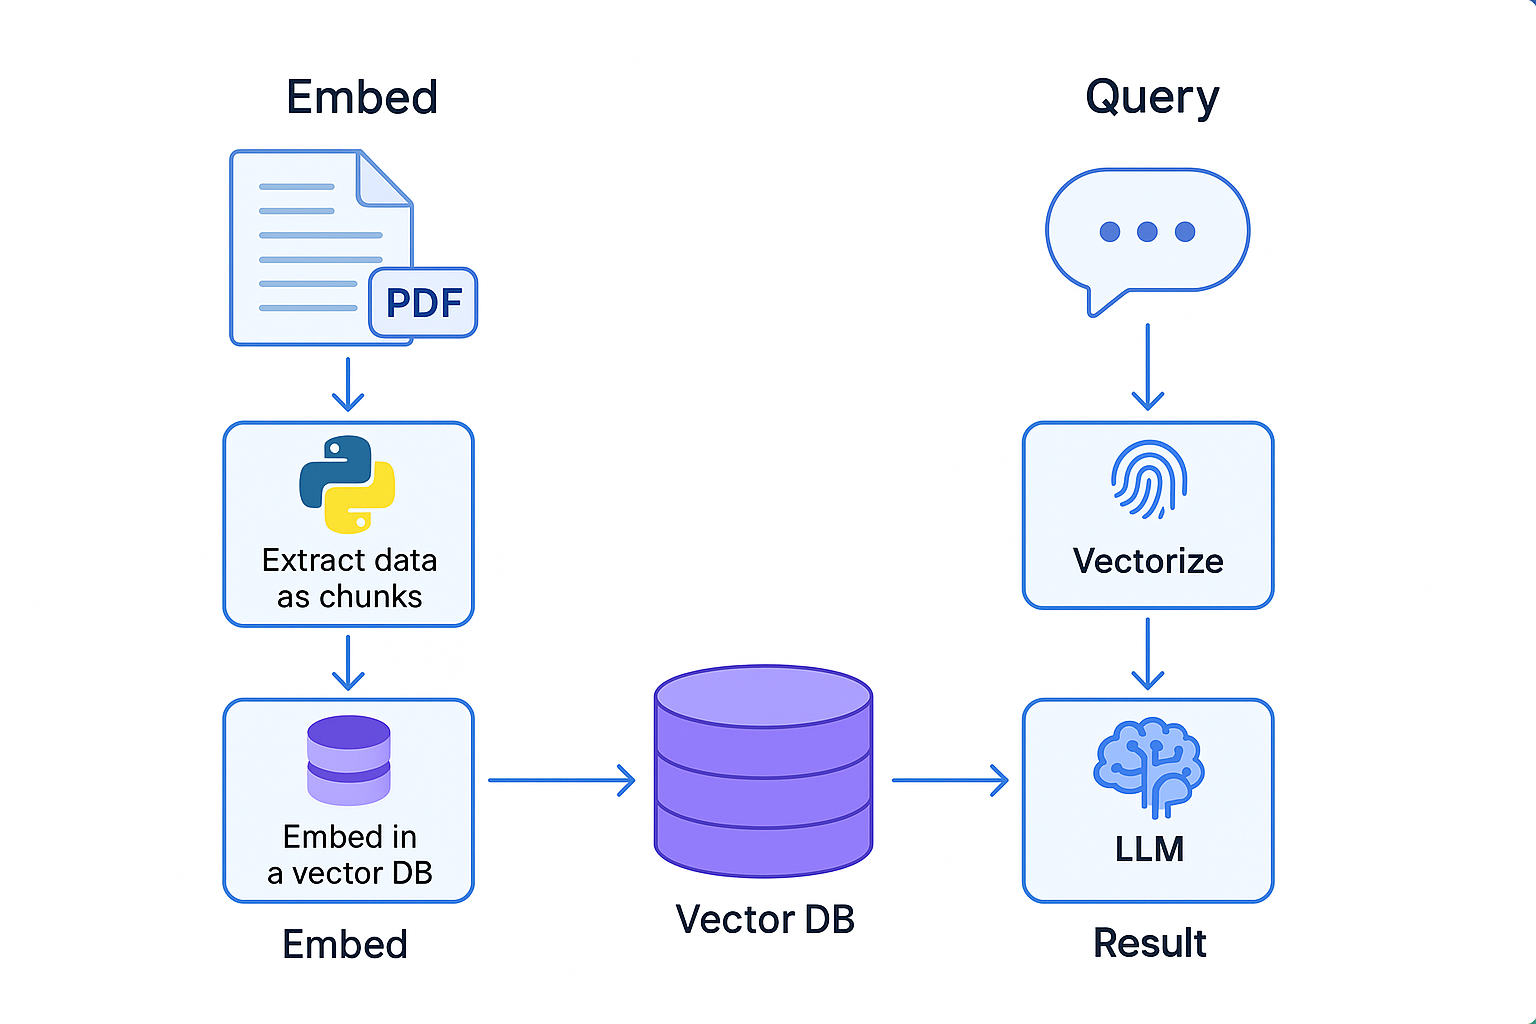 Embed
PDF
Extract data
as chunks
Embed in
a vector DB
Embed
Vector DB
Query
Vectorize
LLM
Result